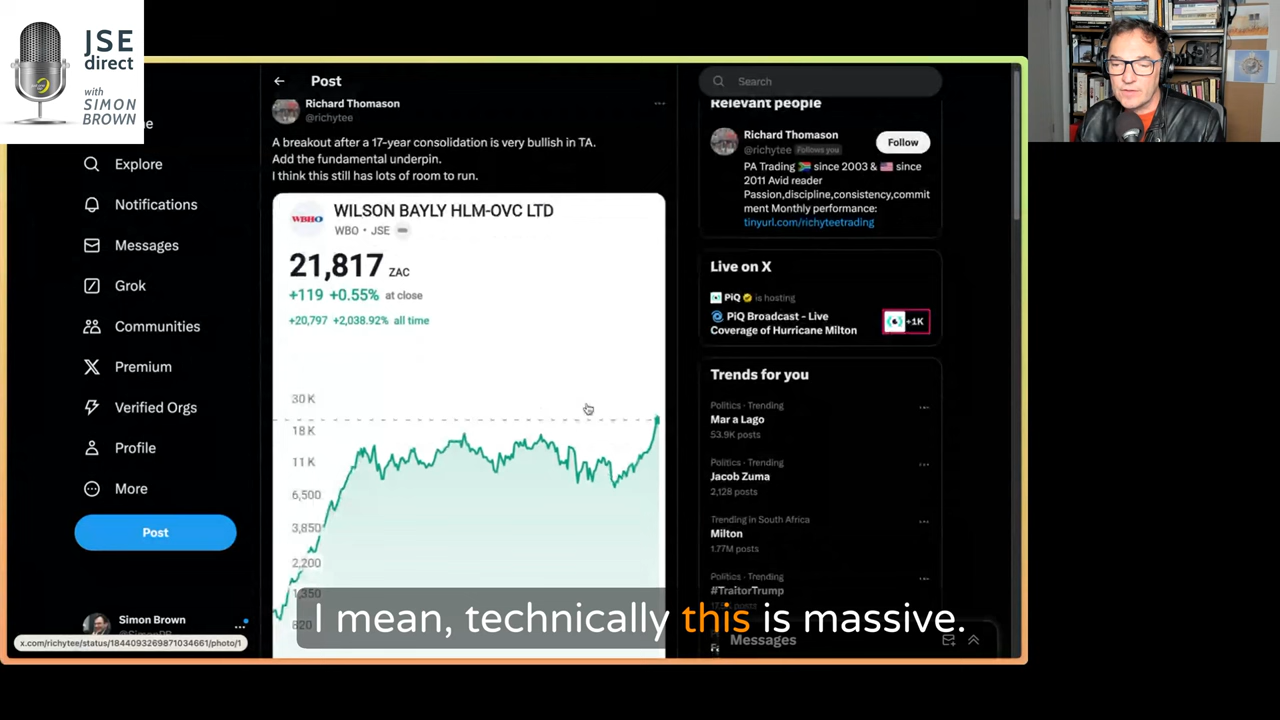 JSE
direct
with
SIMON
BROWN
me
Explore
Notifications
Messages
Grok
Communities
Premium
Verified Orgs
Profile
More
Post
Simon Brown
x.com/richytee/status/1844093269871034661/photo/1
Post
Richard Thomason
@richytee
A breakout after a 17-year consolidation is very bullish in TA.
Add the fundamental underpin.
I think this still has lots of room to run.
WBHO
WILSON BAYLY HLM-OVC LTD
WBO • JSE
21,817 ZAC
+119 +0.55% at close
+20,797 +2,038.92% all time
30 K
18 K
11 K
6,500
3,850
2,200
1,350
820
I mean, technically this is massive.
Search
Relevant people
Richard Thomason
@richytee Follows you
Follow
PA Trading 🇿🇦 since 2003 & 🇺🇸 since
2011 Avid reader
Passion,discipline,consistency,commit
ment Monthly performance:
tinyurl.com/richyteetrading
Live on X
PiQ is hosting
PiQ Broadcast - Live
Coverage of Hurricane Milton
+1K
Trends for you
Politics · Trending
Mar a Lago
53.9K posts
Politics · Trending
Jacob Zuma
2,128 posts
Trending in South Africa
Milton
1.77M posts
Politics · Trending
#TraitorTrump
Messages